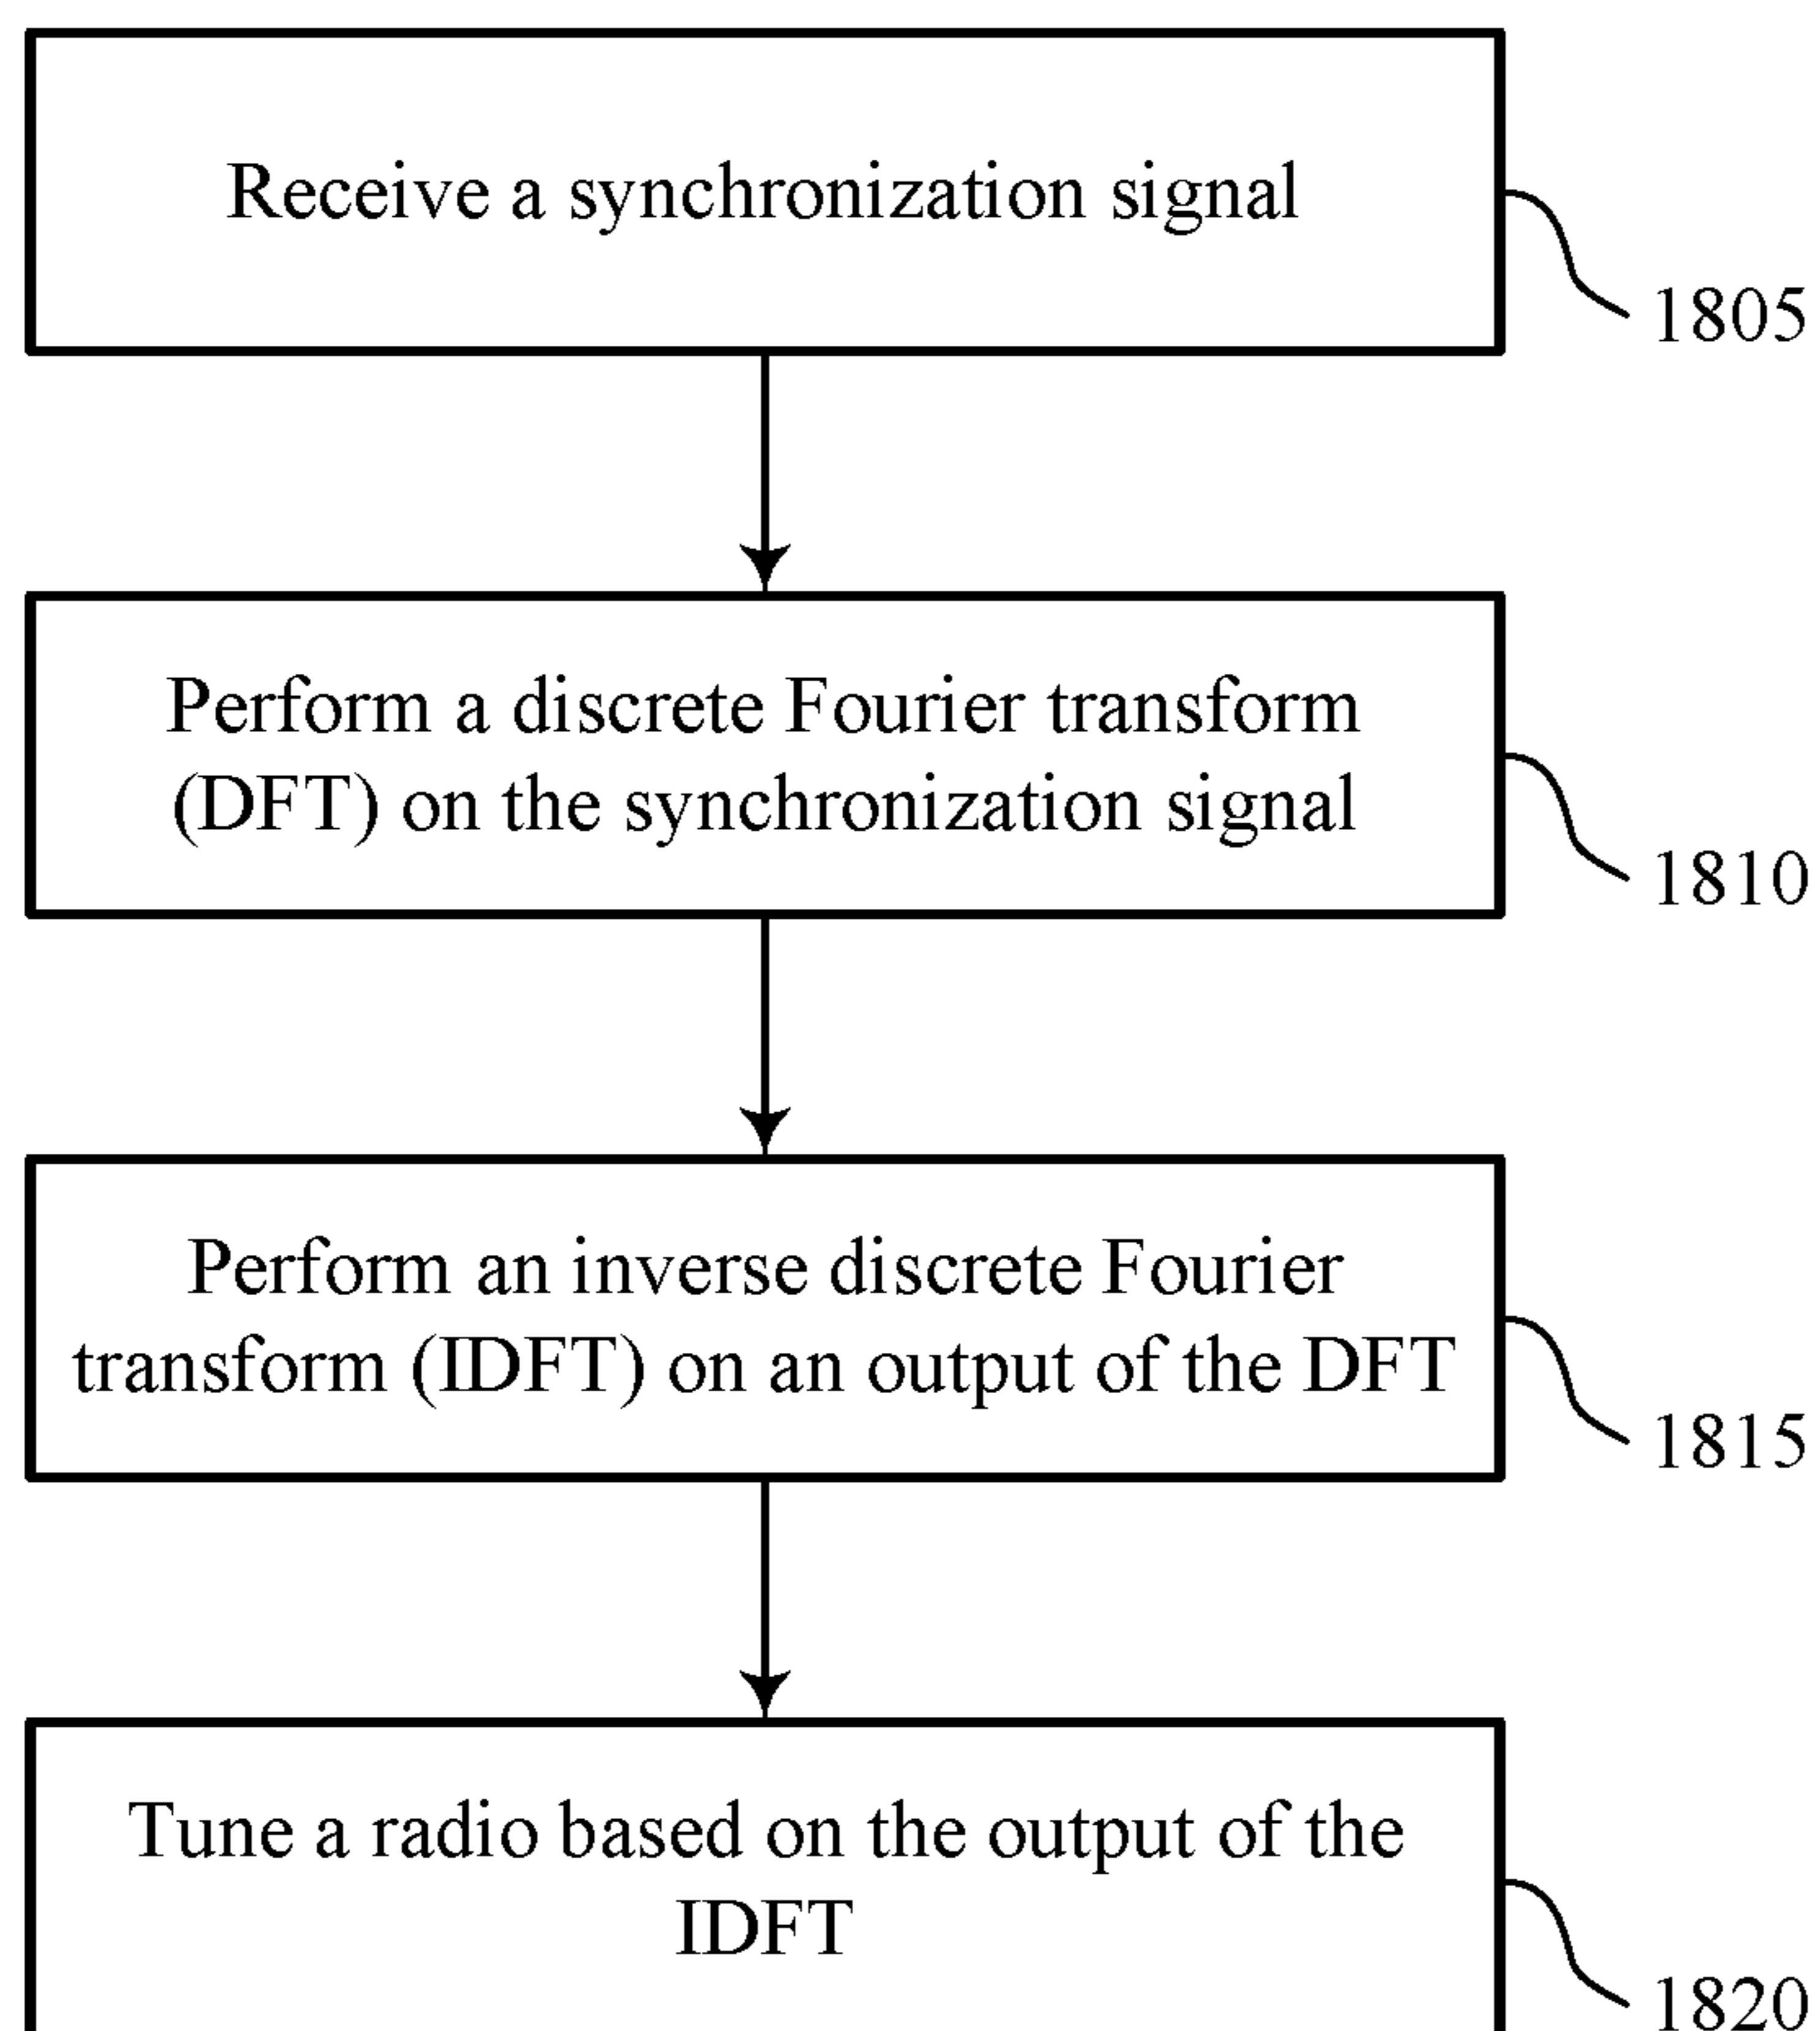 Receive a synchronization signal
1805
Perform a discrete Fourier transform
(DFT) on the synchronization signal
1810
Perform an inverse discrete Fourier
transform (IDFT) on an output of the DFT
1815
Tune a radio based on the output of the
IDFT
1820